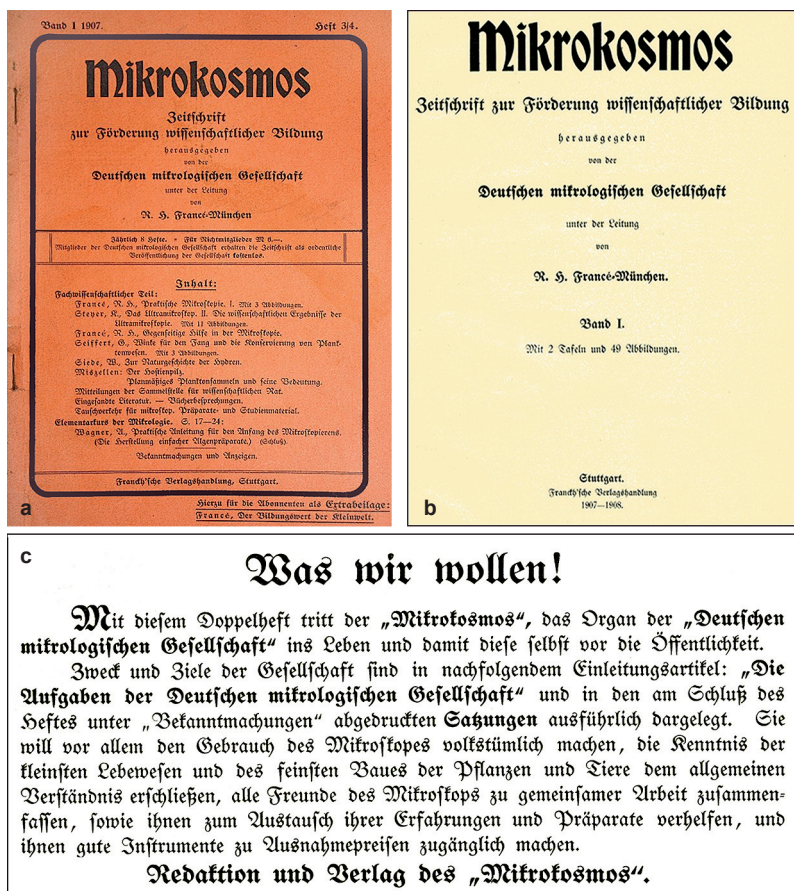 Band I 1907. Heft 3/4.
Mikrokosmos
Zeitschrift
zur Förderung wissenschaftlicher Bildung
herausgegeben
von der
Deutschen mikrologischen Gesellschaft
unter der Leitung
von
R. H. Francé-München
Jährlich 8 Hefte. * Für Nichtmitglieder M 6.—.
Mitglieder der Deutschen mikrologischen Gesellschaft erhalten die Zeitschrift als ordentliche
Veröffentlichung der Gesellschaft kostenlos.
Inhalt:
Fachwissenschaftlicher Teil:
Francé, R. H., Praktische Mikroskopie. I. Mit 3 Abbildungen.
Steyer, K., Das Ultramikroskop. II. Die wissenschaftlichen Ergebnisse der
Ultramikroskopie. Mit 11 Abbildungen.
Francé, R. H., Gegenseitige Hilfe in der Mikroskopie.
Seiffert, G., Winke für den Fang und die Konservierung von Plank-
tonwesen. Mit 3 Abbildungen.
Siede, W., Zur Naturgeschichte der Hydren.
Miszellen: Der Hostienpilz.
Planmäßiges Planktonsammeln und seine Bedeutung.
Mitteilungen der Sammelstelle für wissenschaftlichen Rat.
Eingesandte Literatur. — Bücherbesprechungen.
Tauschverkehr für mikroskop. Präparate- und Studienmaterial.
Elementarkurs der Mikrologie. S. 17—24:
Wagner, A., Praktische Anleitung für den Anfang des Mikroskopierens.
(Die Herstellung einfacher Algenpräparate.) (Schluß).
Bekanntmachungen und Anzeigen.
Franckh'sche Verlagshandlung, Stuttgart.
Hierzu für die Abonnenten als Extrabeilage:
Francé, Der Bildungswert der Kleinwelt.
a
Mikrokosmos
Zeitschrift zur Förderung wissenschaftlicher Bildung
herausgegeben
von der
Deutschen mikrologischen Gesellschaft
unter der Leitung
von
R. H. Francé-München.
Band I.
Mit 2 Tafeln und 49 Abbildungen.
Stuttgart.
Franckh'sche Verlagshandlung
1907—1908.
b
c
Was wir wollen!
Mit diesem Doppelheft tritt der „Mikrokosmos“, das Organ der „Deutschen
mikrologischen Gesellschaft“ ins Leben und damit diese selbst vor die Öffentlichkeit.
Zweck und Ziele der Gesellschaft sind in nachfolgendem Einleitungsartikel: „Die
Aufgaben der Deutschen mikrologischen Gesellschaft“ und in den am Schluß des
Heftes unter „Bekanntmachungen“ abgedruckten Satzungen ausführlich dargelegt. Sie
will vor allem den Gebrauch des Mikroskopes volkstümlich machen, die Kenntnis der
kleinsten Lebewesen und des feinsten Baues der Pflanzen und Tiere dem allgemeinen
Verständnis erschließen, alle Freunde des Mikroskops zu gemeinsamer Arbeit zusammen-
fassen, sowie ihnen zum Austausch ihrer Erfahrungen und Präparate verhelfen, und
ihnen gute Instrumente zu Ausnahmepreisen zugänglich machen.
Redaktion und Verlag des „Mikrokosmos“.